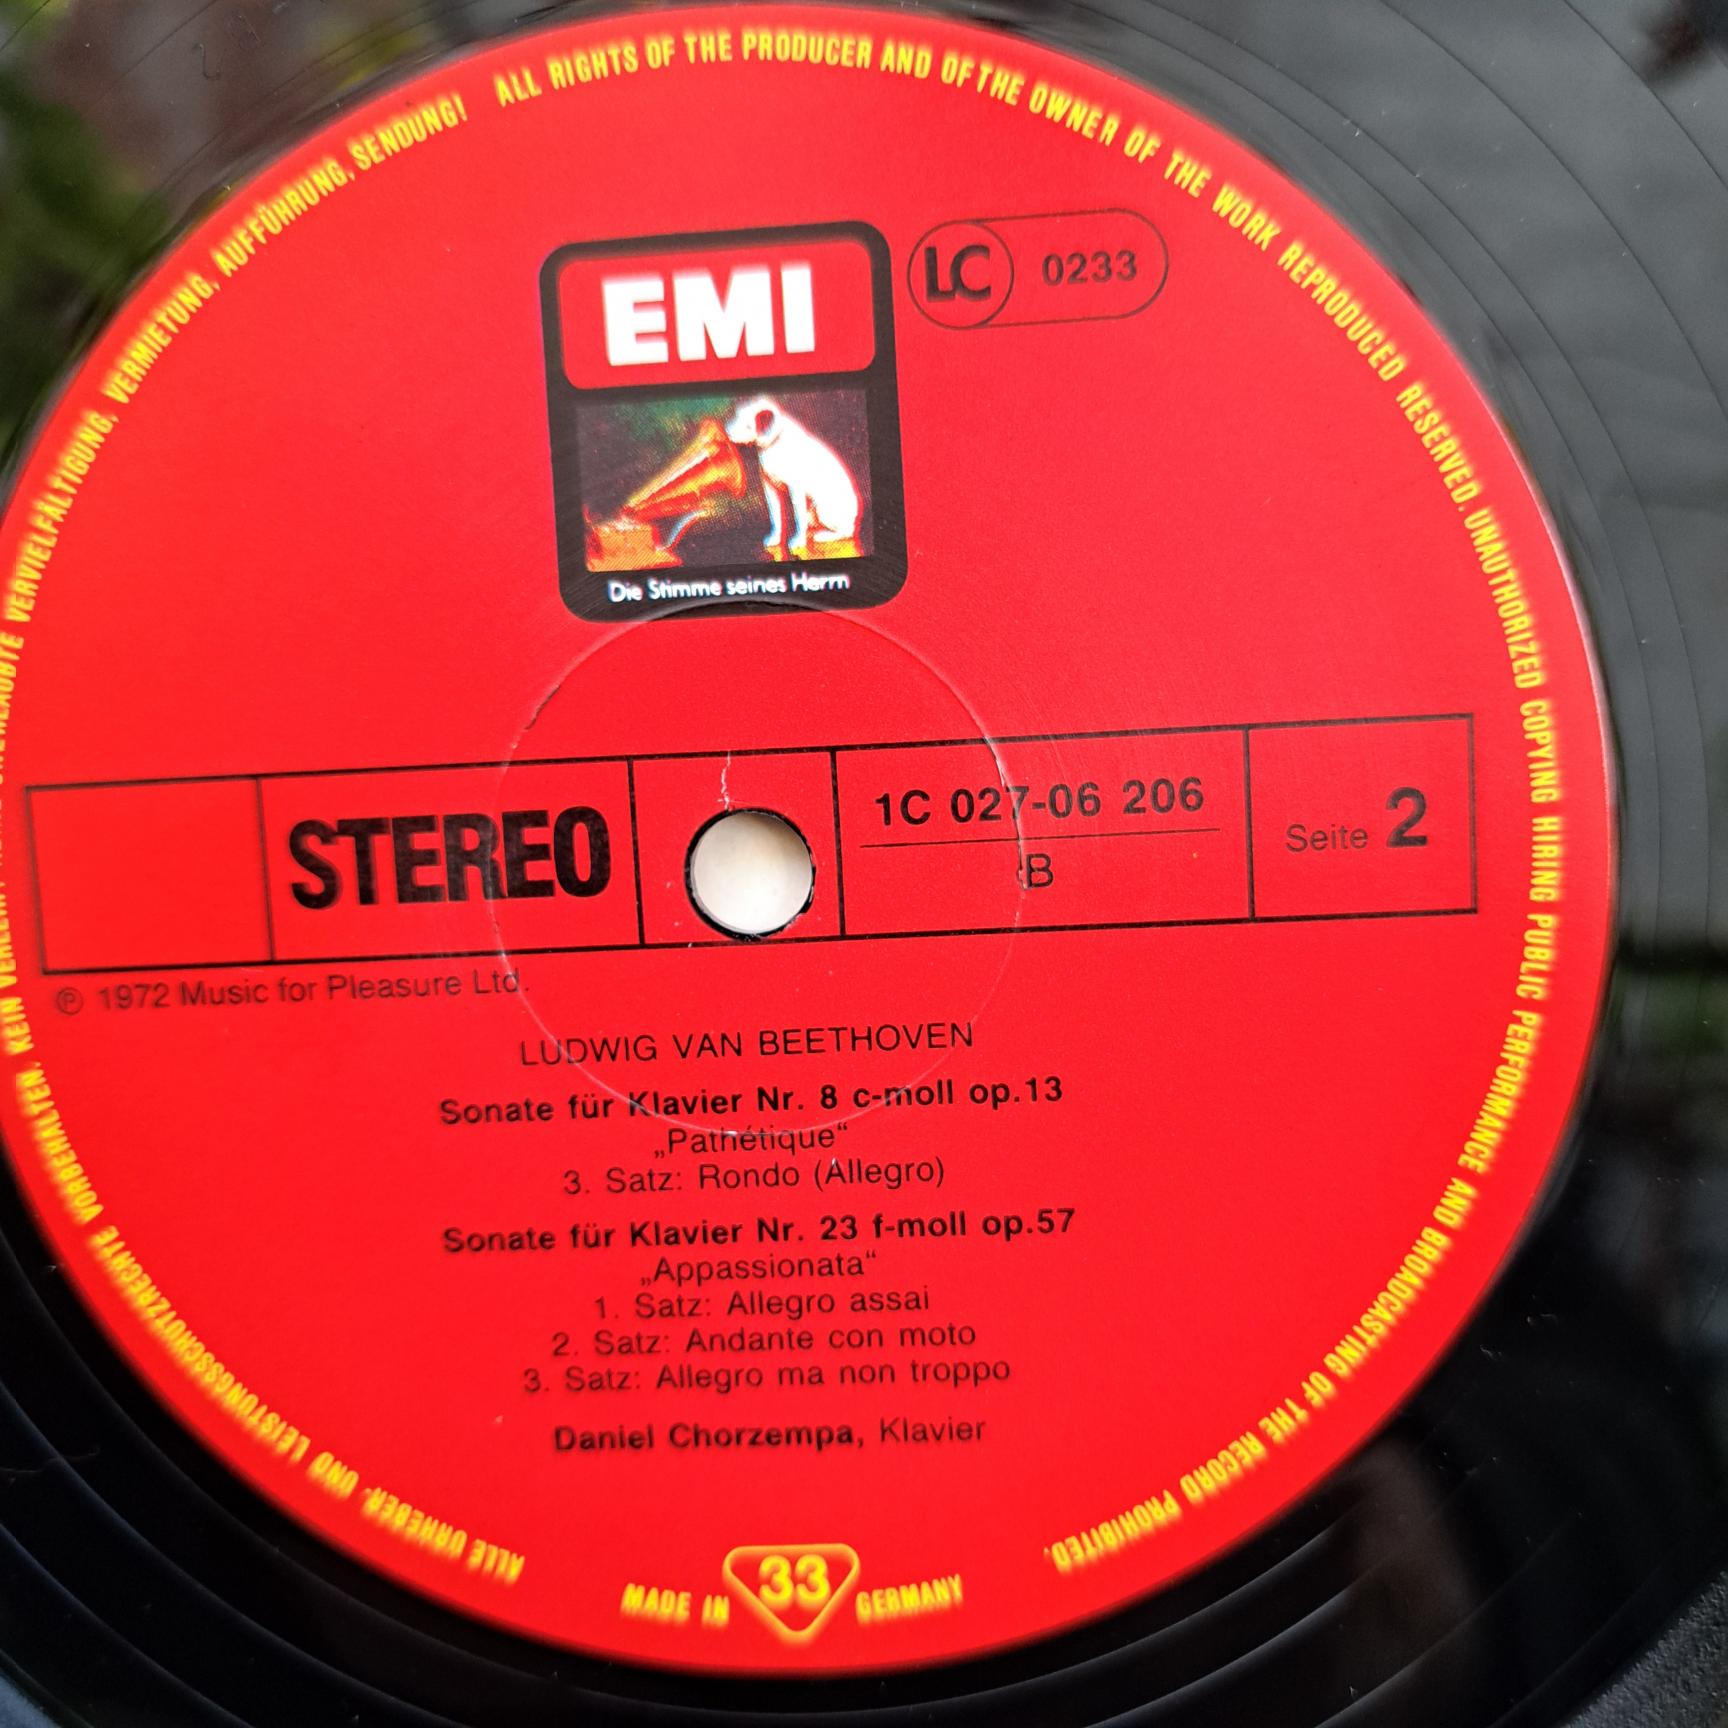 ALL RIGHTS OF THE PRODUCER AND OF THE OWNER OF THE WORK REPRODUCED RESERVED. UNAUTHORIZED COPYING HIRING PUBLIC PERFORMANCE AND BROADCASTING OF THE RECORD PROHIBITED.
ALLE URHEBER- UND LEISTUNGSSCHUTZRECHTE VORBEHALTEN. KEIN VERLEIH VERVIELFÄLTIGUNG, VERMIETUNG, AUFFÜHRUNG, SENDUNG!
EMI
LC 0233
Die Stimme seines Herrn
STEREO
1C 027-06 206
B
Seite 2
℗ 1972 Music for Pleasure Ltd.
LUDWIG VAN BEETHOVEN
Sonate für Klavier Nr. 8 c-moll op.13
„Pathétique“
3. Satz: Rondo (Allegro)
Sonate für Klavier Nr. 23 f-moll op.57
„Appassionata“
1. Satz: Allegro assai
2. Satz: Andante con moto
3. Satz: Allegro ma non troppo
Daniel Chorzempa, Klavier
MADE IN 33 GERMANY